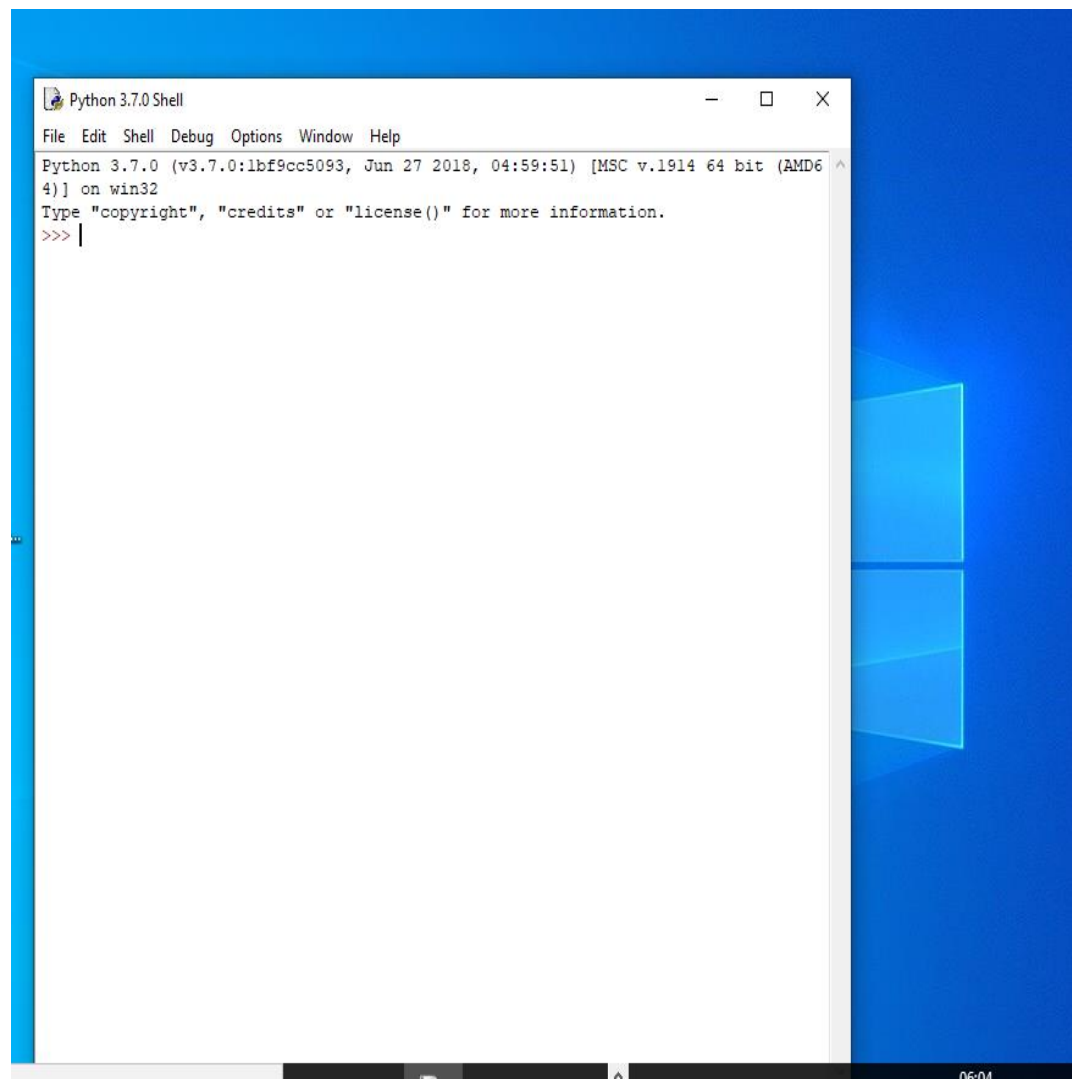 Python 3.7.0 Shell
File Edit Shell Debug Options Window Help
Python 3.7.0 (v3.7.0:1bf9cc5093, Jun 27 2018, 04:59:51) [MSC v.1914 64 bit (AMD6
4)] on win32
Type "copyright", "credits" or "license()" for more information.
>>>
06:04